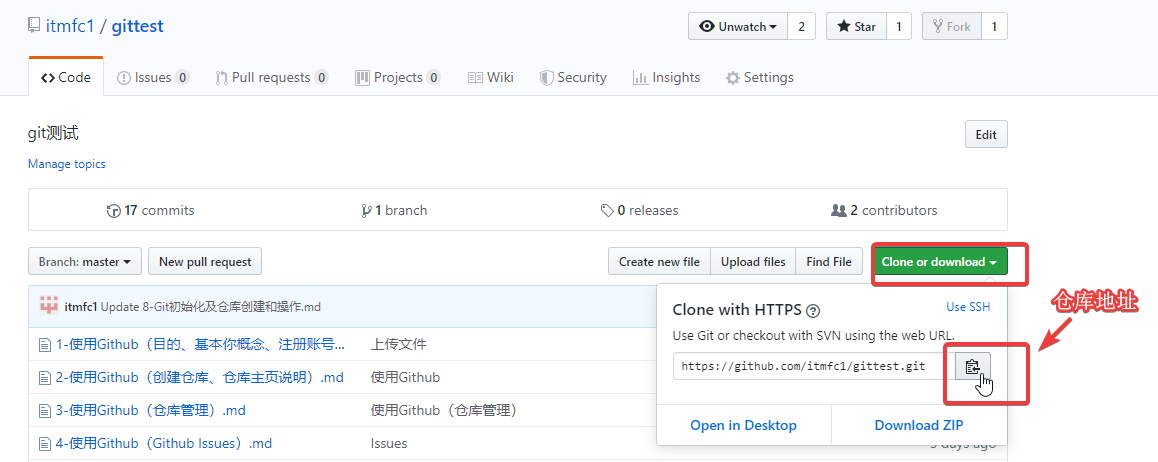 itmfc1 / gittest
Unwatch 2 Star 1 Fork 1
Code Issues 0 Pull requests 0 Projects 0 Wiki Security Insights Settings
git测试 Edit
Manage topics
17 commits 1 branch 0 releases 2 contributors
Branch: master New pull request Create new file Upload files Find File Clone or download
itmfc1 Update 8-Git初始化及仓库创建和操作.md
Clone with HTTPS Use SSH
仓库地址
Use Git or checkout with SVN using the web URL.
1-使用Github（目的、基本你概念、注册账号... 上传文件
https://github.com/itmfc1/gittest.git
2-使用Github（创建仓库、仓库主页说明）.md 使用Github
3-使用Github（仓库管理）.md 使用Github（仓库管理）
Open in Desktop Download ZIP
4-使用Github（Github Issues）.md Issues days ago